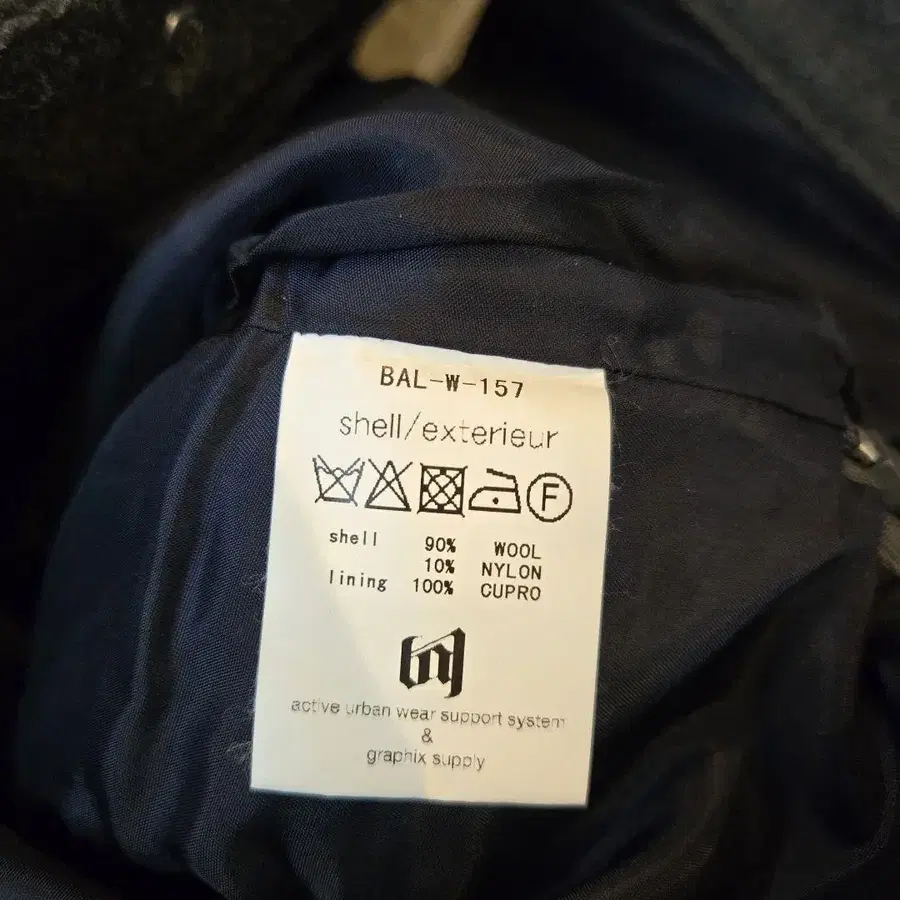 BAL-W-157
shell/exterieur
F
shell 90% WOOL
10% NYLON
lining 100% CUPRO
active urban wear support system
&
graphix supply